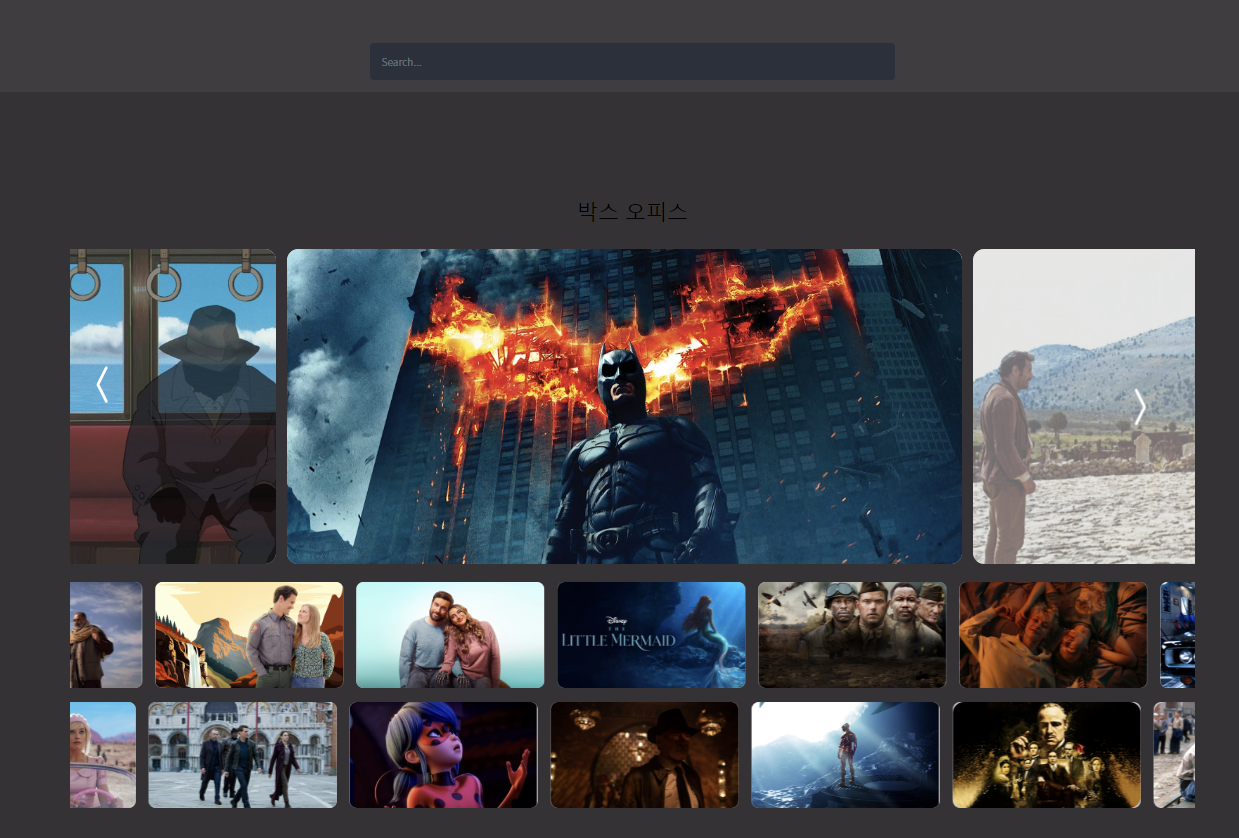 Search...
박스 오피스
Disney
THE
LITTLE MERMAID